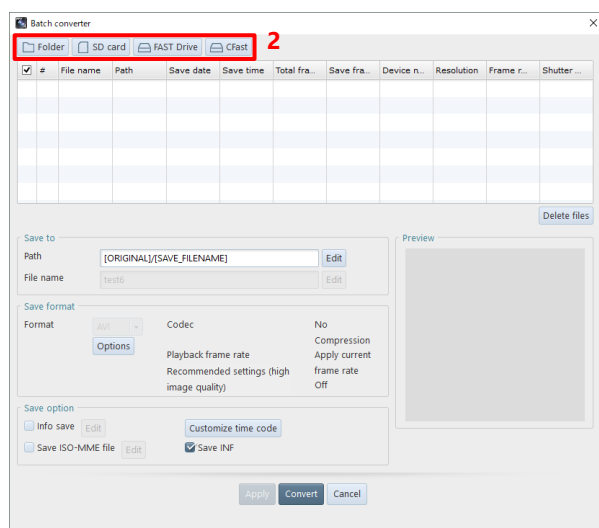 Batch converter
Folder SD card FAST Drive CFast 2
# File name Path Save date Save time Total fra... Save fra... Device n... Resolution Frame r... Shutter ...
Delete files
Save to
Path [ORIGINAL]/[SAVE_FILENAME] Edit
File name test6 Edit
Preview
Save format
Format AVI Codec No
Compression
Options
Playback frame rate Apply current
frame rate
Recommended settings (high
image quality) Off
Save option
Info save Edit Customize time code
Save ISO-MME file Edit Save INF
Apply Convert Cancel